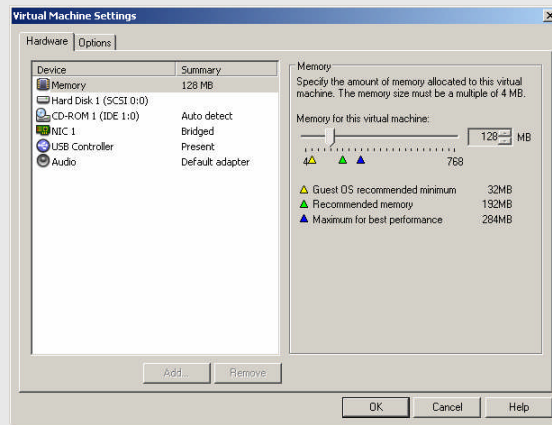 Virtual Machine Settings
Hardware Options
Device Summary
Memory 128 MB
Hard Disk 1 (SCSI 0:0)
CD-ROM 1 (IDE 1:0) Auto detect
NIC 1 Bridged
USB Controller Present
Audio Default adapter
Add... Remove
Memory
Specify the amount of memory allocated to this virtual
machine. The memory size must be a multiple of 4 MB.
Memory for this virtual machine:
128 MB
4 768
Guest OS recommended minimum 32MB
Recommended memory 192MB
Maximum for best performance 284MB
OK Cancel Help